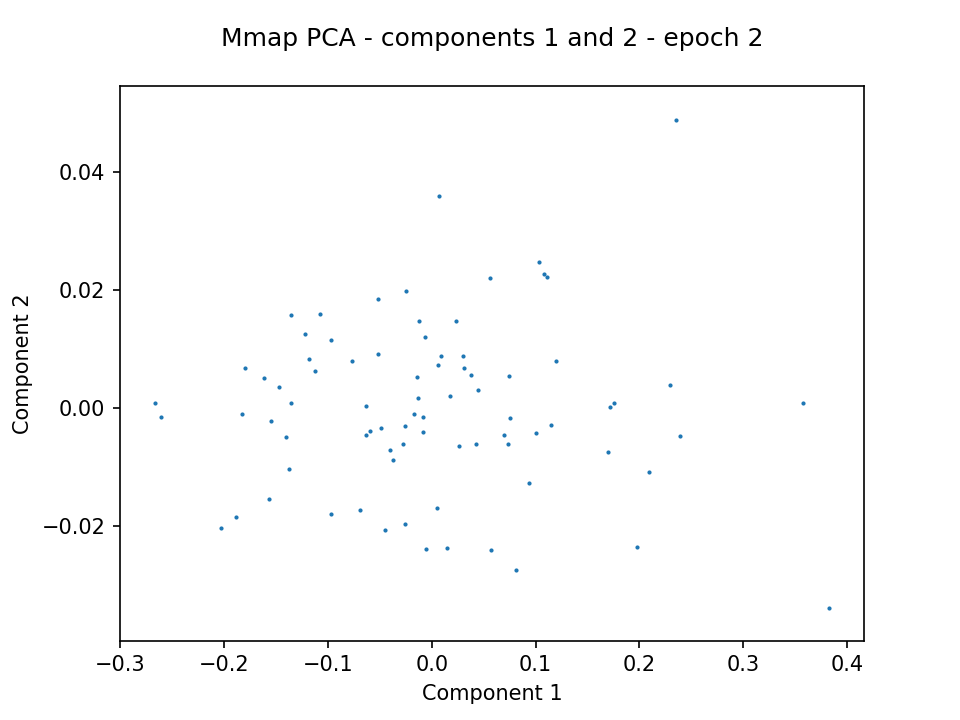 Mmap PCA - components 1 and 2 - epoch 2
0.04
0.02
0.00
−0.02
Component 2
−0.3 −0.2 −0.1 0.0 0.1 0.2 0.3 0.4
Component 1